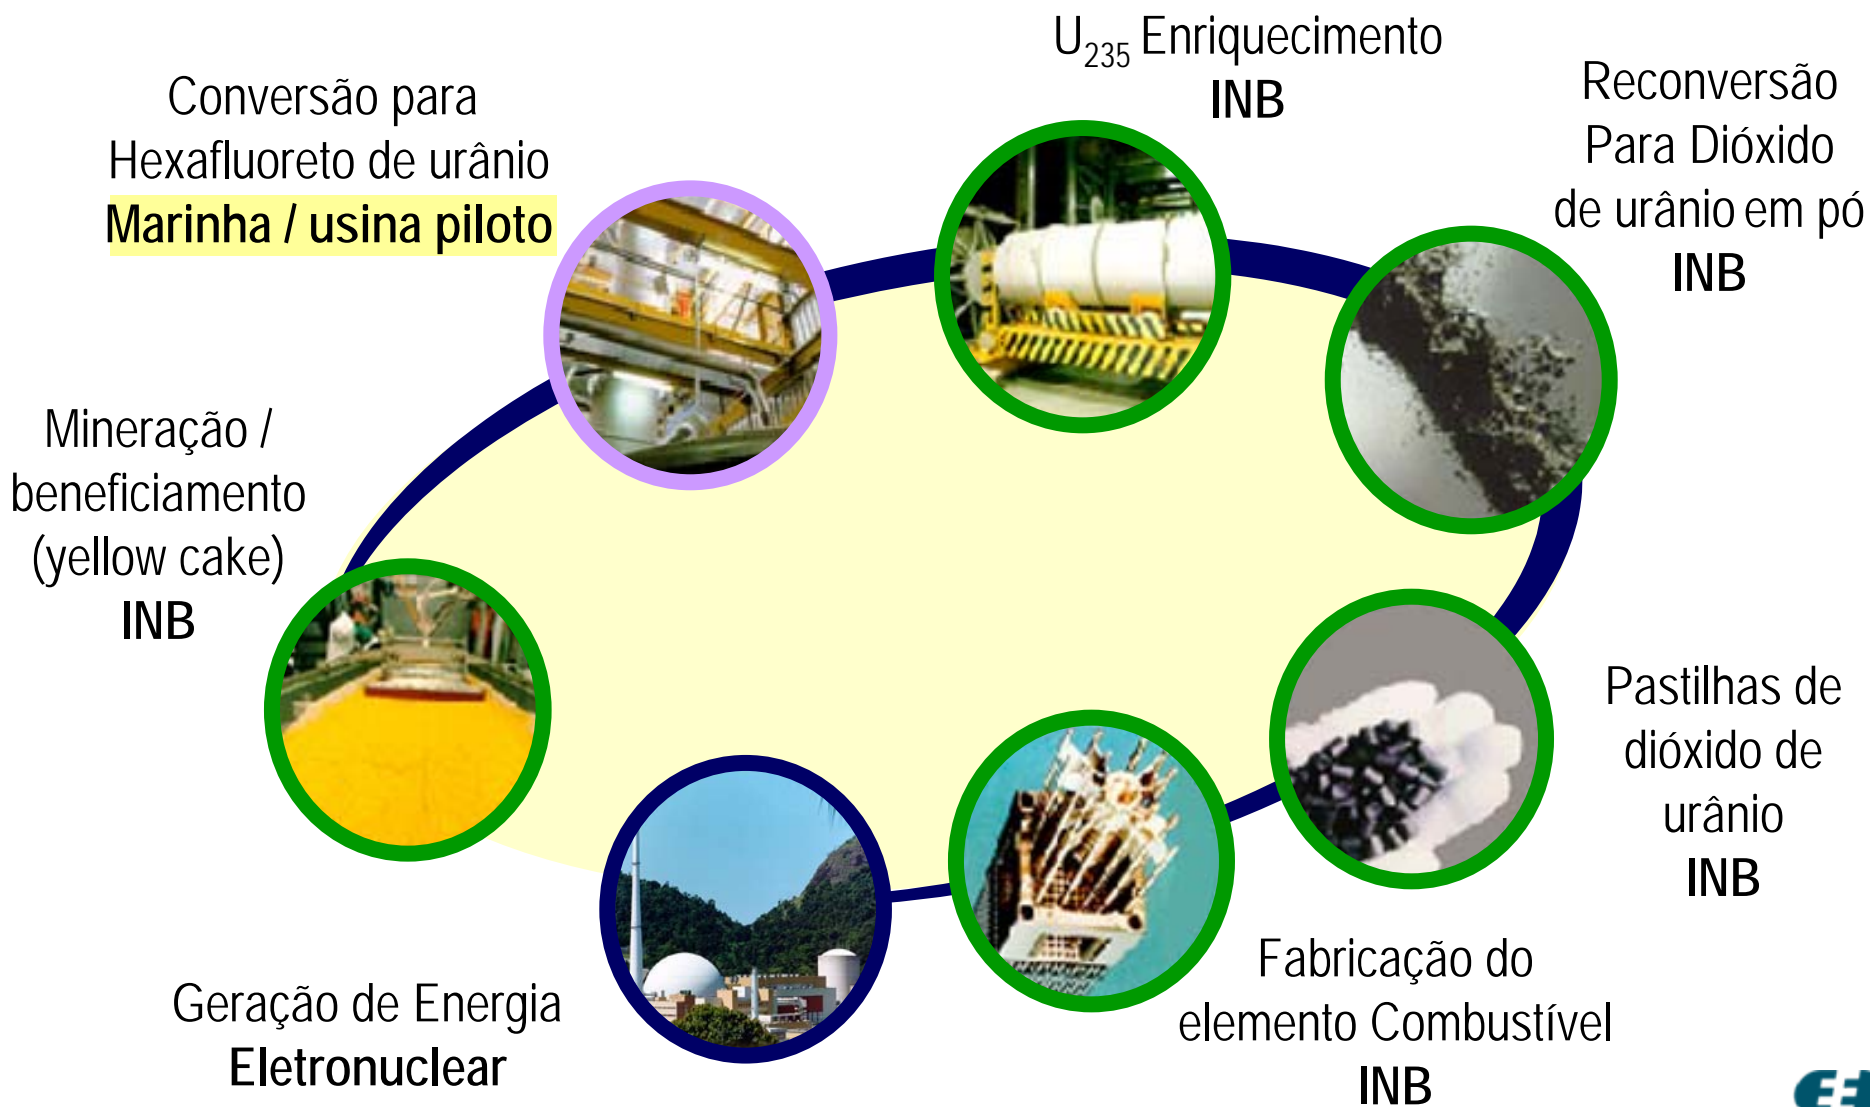 U235 Enriquecimento
INB
Conversão para
Hexafluoreto de urânio
Marinha / usina piloto
Reconversão
Para Dióxido
de urânio em pó
INB
Mineração /
beneficiamento
(yellow cake)
INB
Pastilhas de
dióxido de
urânio
INB
Fabricação do
elemento Combustível
INB
Geração de Energia
Eletronuclear